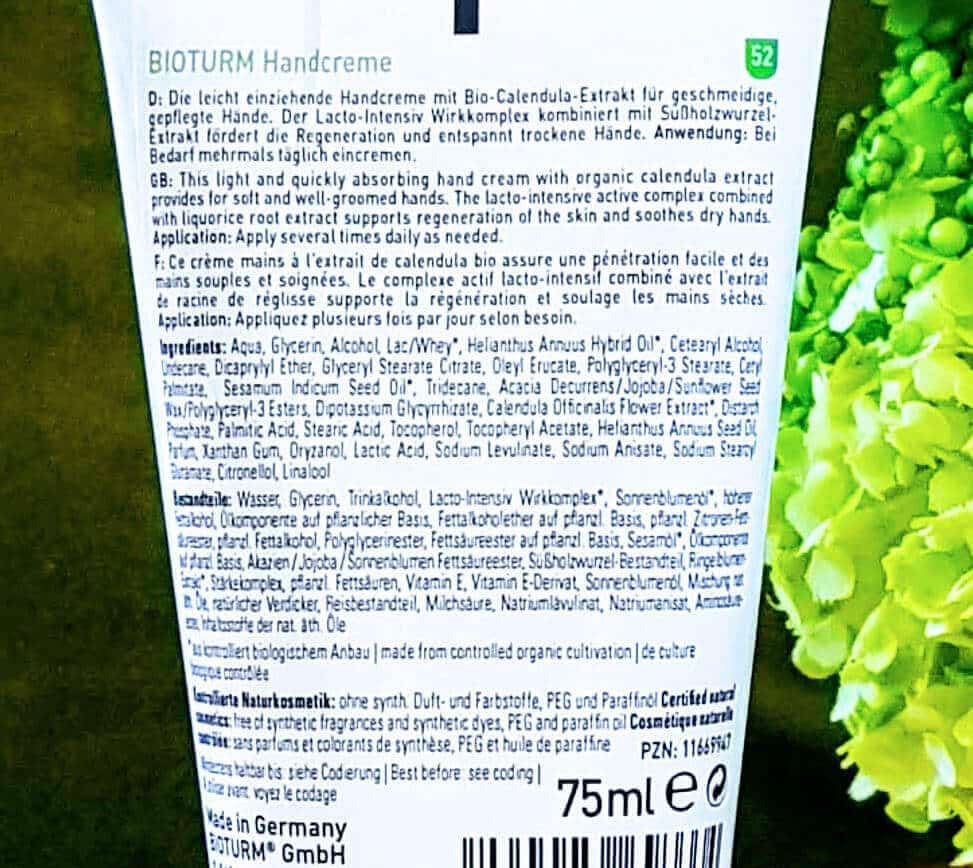 BIOTURM Handcreme
52
D: Die leicht einziehende Handcreme mit Bio-Calendula-Extrakt für geschmeidige,
gepflegte Hände. Der Lacto-Intensiv Wirkkomplex kombiniert mit Süßholzwurzel-
Extrakt fördert die Regeneration und entspannt trockene Hände. Anwendung: Bei
Bedarf mehrmals täglich eincremen.
GB: This light and quickly absorbing hand cream with organic calendula extract
provides for soft and well-groomed hands. The lacto-intensive active complex combined
with liquorice root extract supports regeneration of the skin and soothes dry hands.
Application: Apply several times daily as needed.
F: Ce crème mains à l'extrait de calendula bio assure une pénétration facile et des
mains souples et soignées. Le complexe actif lacto-intensif combiné avec l'extrait
de racine de réglisse supporte la régénération et soulage les mains sèches.
Application: Appliquez plusieurs fois par jour selon besoin.
Ingredients: Aqua, Glycerin, Alcohol, Lac/Whey*, Helianthus Annuus Hybrid Oil*, Cetearyl Alcohol,
Undecane, Dicaprylyl Ether, Glyceryl Stearate Citrate, Oleyl Erucate, Polyglyceryl-3 Stearate, Cetyl
Palmitate, Sesamum Indicum Seed Oil*, Tridecane, Acacia Decurrens/Jojoba/Sunflower Seed
Wax/Polyglyceryl-3 Esters, Dipotassium Glycyrrhizate, Calendula Officinalis Flower Extract*, Distarch
Phosphate, Palmitic Acid, Stearic Acid, Tocopherol, Tocopheryl Acetate, Helianthus Annuus Seed Oil,
Parfum, Xanthan Gum, Oryzanol, Lactic Acid, Sodium Levulinate, Sodium Anisate, Sodium Stearoyl
Glutamate, Citronellol, Linalool
Bestandteile: Wasser, Glycerin, Trinkalkohol, Lacto-Intensiv Wirkkomplex*, Sonnenblumenöl*, höherer
Fettalkohol, Ölkomponente auf pflanzlicher Basis, Fettalkoholether auf pflanzl. Basis, pflanzl. Zitronen-Fett-
säureester, pflanzl. Fettalkohol, Polyglycerinester, Fettsäureester auf pflanzl. Basis, Sesamöl*, Ölkomponente
auf pflanzl. Basis, Akazien/Jojoba/Sonnenblumen Fettsäureester, Süßholzwurzel-Bestandteil, Ringelblumen-
Extrakt*, Stärkekomplex, pflanzl. Fettsäuren, Vitamin E, Vitamin E-Derivat, Sonnenblumenöl, Mischung nat.
äth. Öle, natürlicher Verdicker, Reisbestandteil, Milchsäure, Natriumlävulinat, Natriumanisat, Aminosäure-
Inhaltsstoffe der nat. äth. Öle
*aus kontrolliert biologischem Anbau | made from controlled organic cultivation | de culture
biologique contrôlée
Kontrollierte Naturkosmetik: ohne synth. Duft- und Farbstoffe, PEG und Paraffinöl Certified natural
cosmetics: free of synthetic fragrances and synthetic dyes, PEG and paraffin oil Cosmétique naturelle
contrôlée: sans parfums et colorants de synthèse, PEG et huile de paraffine
PZN: 11669947
Mindestens haltbar bis: siehe Codierung | Best before: see coding |
À utiliser avant: voyez le codage
75ml e
Made in Germany
BIOTURM® GmbH